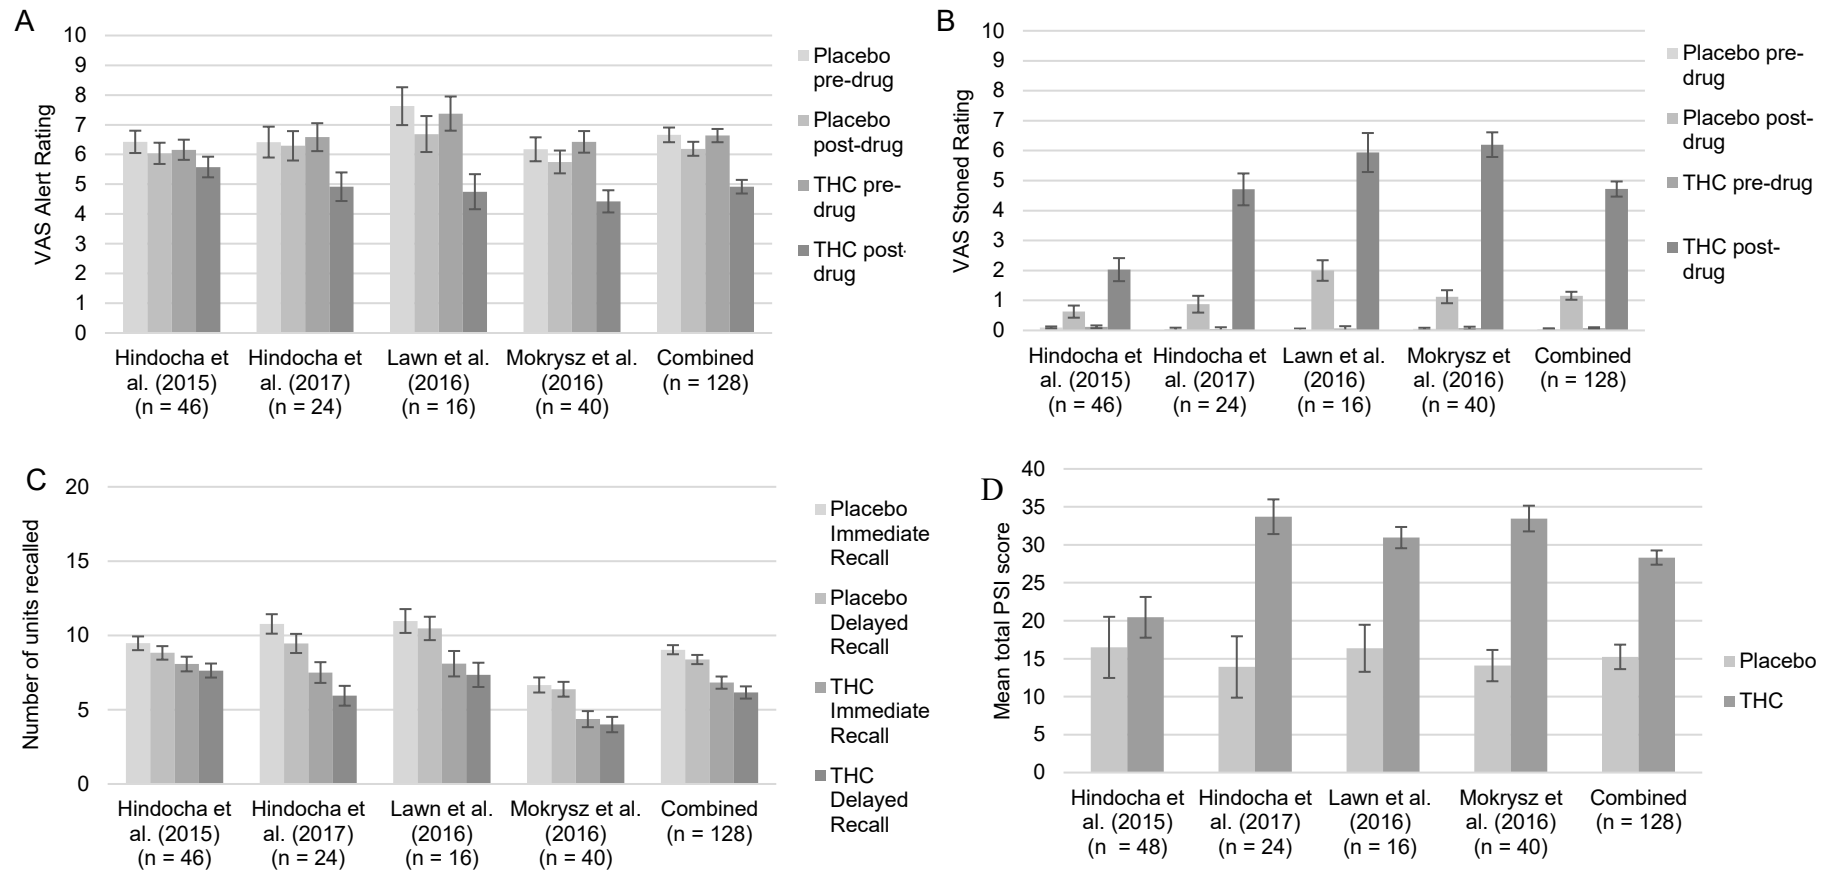 A
VAS Alert Rating
10
9
8
7
6
5
4
3
2
1
0
Hindocha et
al. (2015)
(n = 46)
Hindocha et
al. (2017)
(n = 24)
Lawn et al.
(2016)
(n = 16)
Mokrysz et al.
(2016)
(n = 40)
Combined
(n = 128)
Placebo
pre-drug
Placebo
post-drug
THC pre-
drug
THC post-
drug
B
VAS Stoned Rating
10
9
8
7
6
5
4
3
2
1
0
Hindocha et
al. (2015)
(n = 46)
Hindocha et
al. (2017)
(n = 24)
Lawn et al.
(2016)
(n = 16)
Mokrysz et
al. (2016)
(n = 40)
Combined
(n = 128)
Placebo pre-
drug
Placebo post-
drug
THC pre-drug
THC post-
drug
C
Number of units recalled
20
15
10
5
0
Hindocha et
al. (2015)
(n = 46)
Hindocha et
al. (2017)
(n = 24)
Lawn et al.
(2016)
(n = 16)
Mokrysz et al.
(2016)
(n = 40)
Combined
(n = 128)
Placebo
Immediate
Recall
Placebo
Delayed
Recall
THC
Immediate
Recall
THC
Delayed
Recall
D
Mean total PSI score
40
35
30
25
20
15
10
5
0
Hindocha et
al. (2015)
(n = 48)
Hindocha et
al. (2017)
(n = 24)
Lawn et al.
(2016)
(n = 16)
Mokrysz et
al. (2016)
(n = 40)
Combined
(n = 128)
Placebo
THC